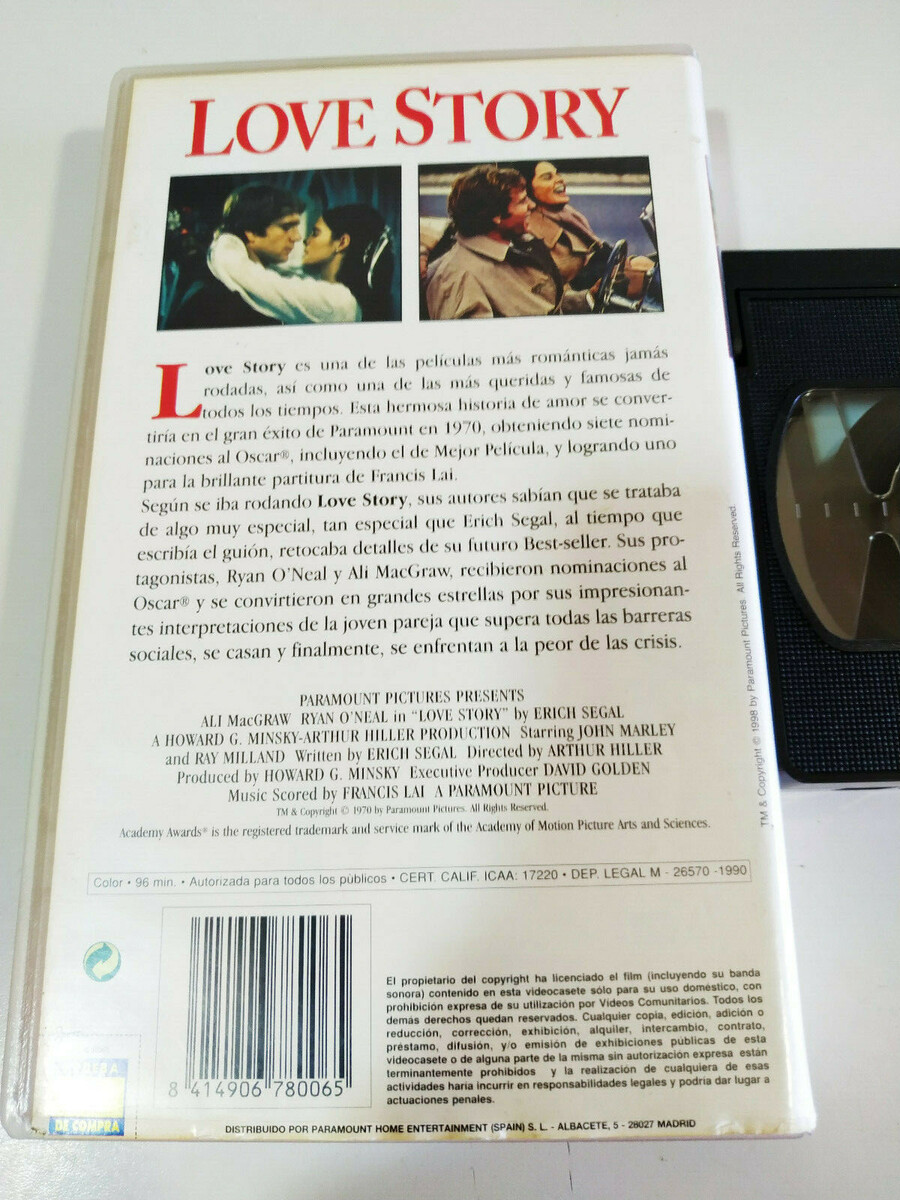 LOVE STORY
Love Story es una de las películas más románticas jamás
rodadas, así como una de las más queridas y famosas de
todos los tiempos. Esta hermosa historia de amor se conver-
tiría en el gran éxito de Paramount en 1970, obteniendo siete nomi-
naciones al Oscar®, incluyendo el de Mejor Película, y logrando uno
para la brillante partitura de Francis Lai.
Según se iba rodando Love Story, sus autores sabían que se trataba
de algo muy especial, tan especial que Erich Segal, al tiempo que
escribía el guión, retocaba detalles de su futuro Best-seller. Sus pro-
tagonistas, Ryan O'Neal y Ali MacGraw, recibieron nominaciones al
Oscar® y se convirtieron en grandes estrellas por sus impresionan-
tes interpretaciones de la joven pareja que supera todas las barreras
sociales, se casan y finalmente, se enfrentan a la peor de las crisis.
PARAMOUNT PICTURES PRESENTS
ALI MacGRAW RYAN O'NEAL in "LOVE STORY" by ERICH SEGAL
A HOWARD G. MINSKY-ARTHUR HILLER PRODUCTION Starring JOHN MARLEY
and RAY MILLAND Written by ERICH SEGAL Directed by ARTHUR HILLER
Produced by HOWARD G. MINSKY Executive Producer DAVID GOLDEN
Music Scored by FRANCIS LAI A PARAMOUNT PICTURE
TM & Copyright © 1970 by Paramount Pictures. All Rights Reserved.
Academy Awards® is the registered trademark and service mark of the Academy of Motion Picture Arts and Sciences.
TM & Copyright © 1998 by Paramount Pictures. All Rights Reserved
Color • 96 min. • Autorizada para todos los públicos • CERT. CALIF. ICAA: 17220 • DEP. LEGAL M - 26570 -1990
8 414906 780065
El propietario del copyright ha licenciado el film (incluyendo su banda
sonora) contenido en esta videocasete sólo para su uso doméstico, con
prohibición expresa de su utilización por Vídeos Comunitarios. Todos los
demás derechos quedan reservados. Cualquier copia, edición, adición o
reducción, corrección, exhibición, alquiler, intercambio, contrato,
préstamo, difusión, y/o emisión de exhibiciones públicas de esta
videocasete o de alguna parte de la misma sin autorización expresa están
terminantemente prohibidos y la realización de cualquiera de esas
actividades haría incurrir en responsabilidades legales y podría dar lugar a
actuaciones penales.
DE COMPRA
DISTRIBUIDO POR PARAMOUNT HOME ENTERTAINMENT (SPAIN) S. L. - ALBACETE, 5 - 28027 MADRID